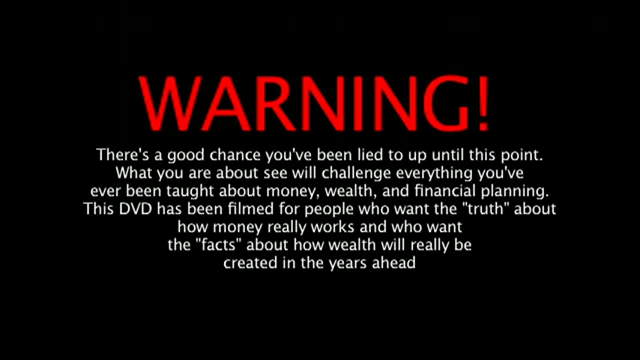 WARNING!
There's a good chance you've been lied to up until this point.
What you are about see will challenge everything you've
ever been taught about money, wealth, and financial planning.
This DVD has been filmed for people who want the "truth" about
how money really works and who want
the "facts" about how wealth will really be
created in the years ahead